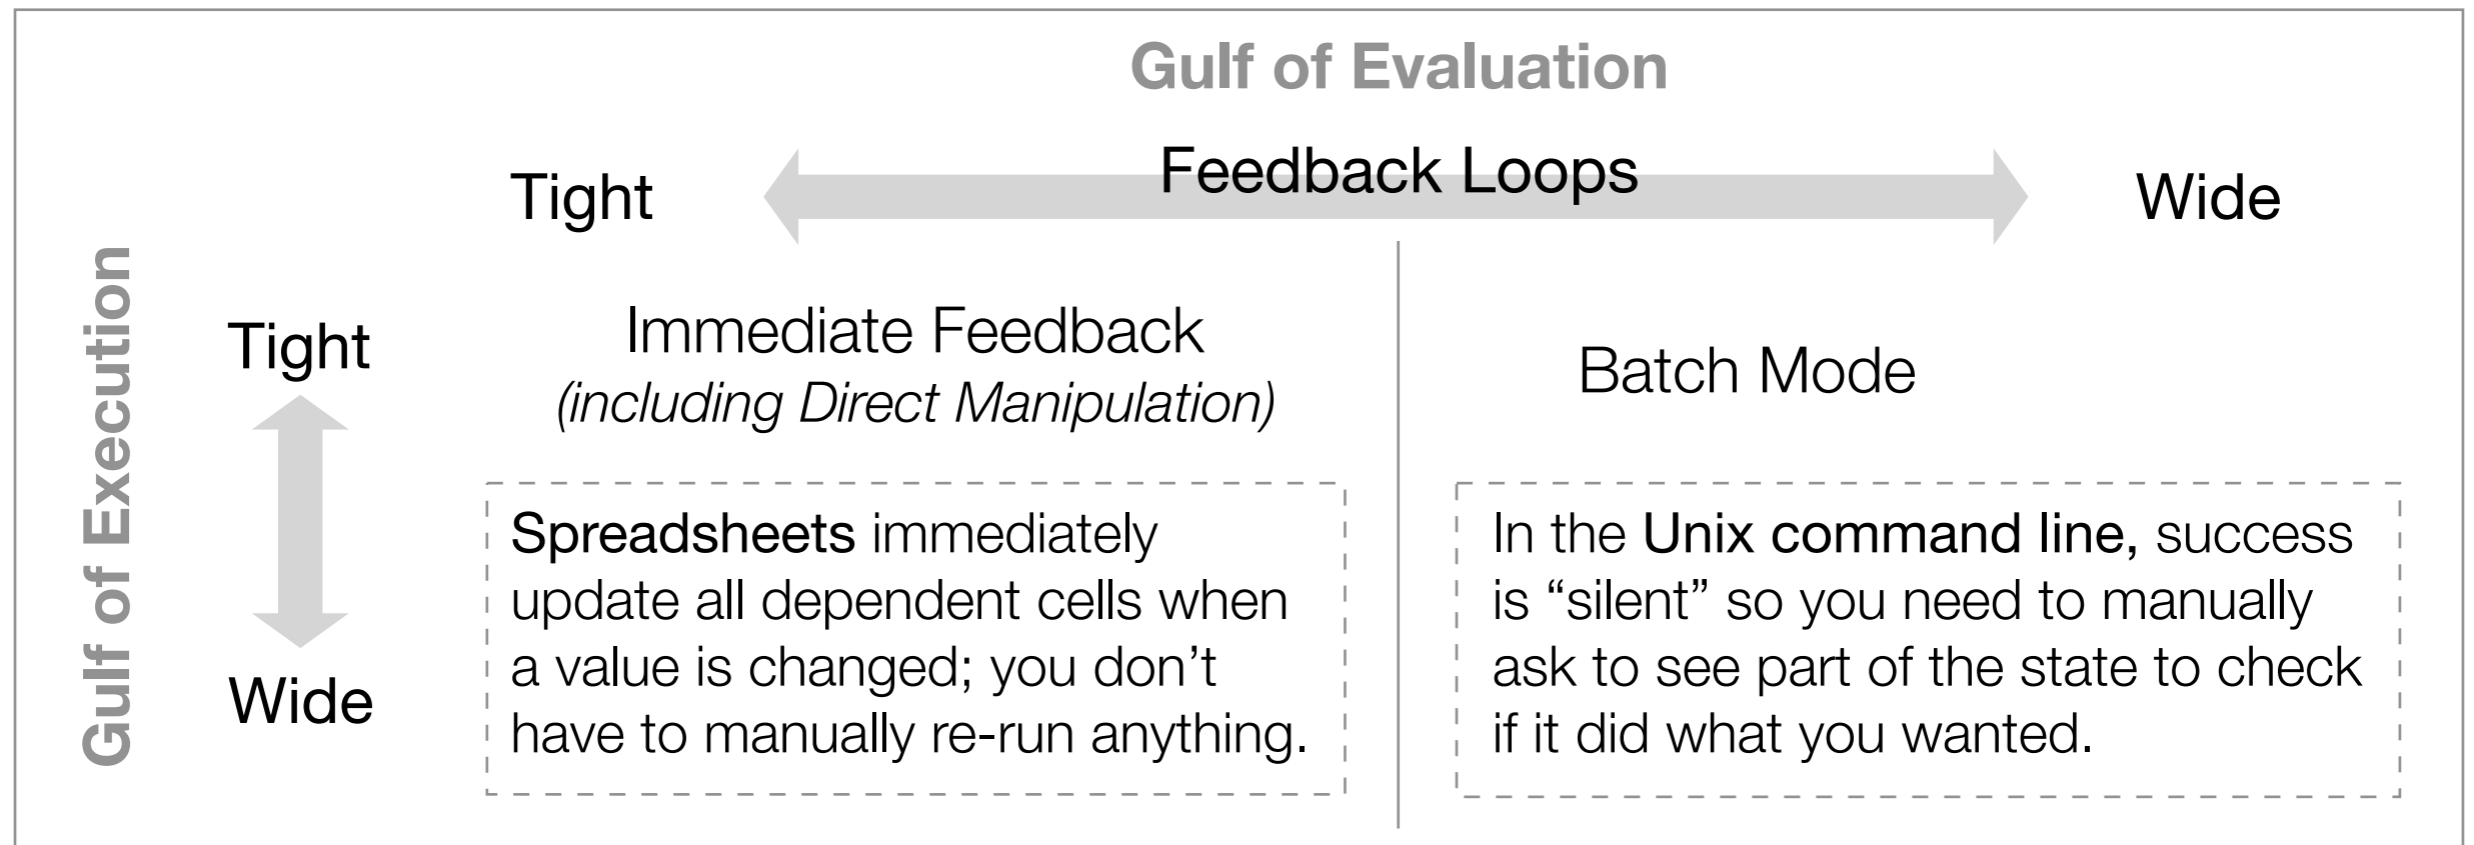 Gulf of Evaluation
Feedback Loops
Tight
Wide
Gulf of Execution
Tight
Wide
Immediate Feedback
(including Direct Manipulation)
Batch Mode
Spreadsheets immediately
update all dependent cells when
a value is changed; you don’t
have to manually re-run anything.
In the Unix command line, success
is “silent” so you need to manually
ask to see part of the state to check
if it did what you wanted.